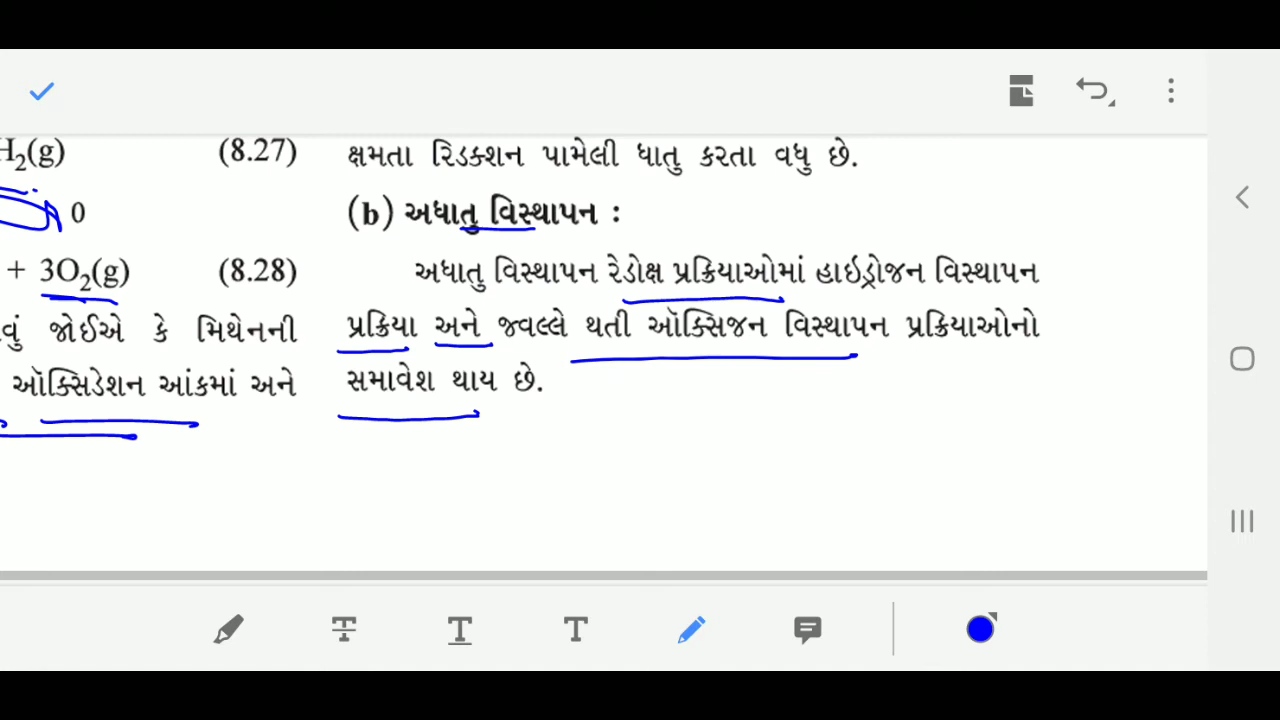 H₂(g) (8.27)
0
+ 3O₂(g) (8.28)
વું જોઈએ કે મિથેનની
ઑક્સિડેશન આંકમાં અને
ક્ષમતા રિડક્શન પામેલી ધાતુ કરતા વધુ છે.
(b) અધાતુ વિસ્થાપન :
અધાતુ વિસ્થાપન રેડોક્ષ પ્રક્રિયાઓમાં હાઇડ્રોજન વિસ્થાપન
પ્રક્રિયા અને જ્વલ્લે થતી ઑક્સિજન વિસ્થાપન પ્રક્રિયાઓનો
સમાવેશ થાય છે.